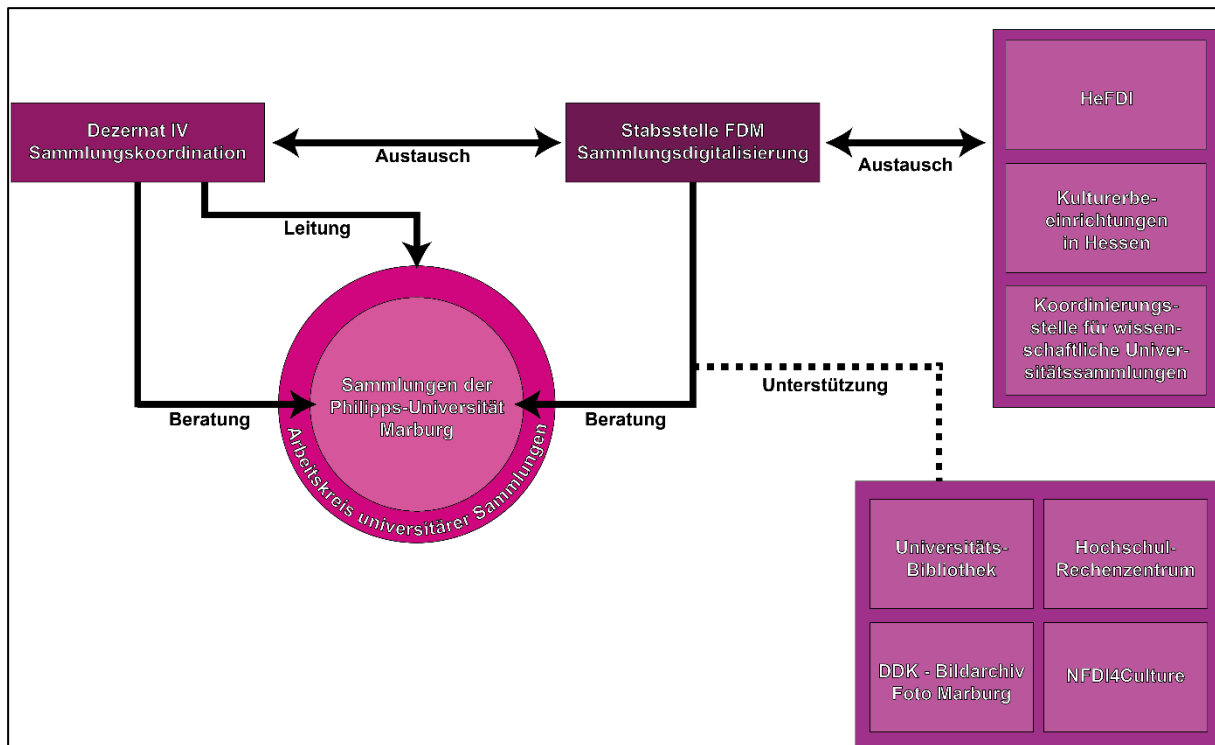 Dezernat IV
Sammlungskoordination
Austausch
Stabsstelle FDM
Sammlungsdigitalisierung
Austausch
HeFDI
Kulturerbe-
einrichtungen
in Hessen
Koordinierungs-
stelle für wissen-
schaftliche Univer-
sitätssammlungen
Leitung
Beratung
Sammlungen der
Philipps-Universität
Marburg
Arbeitskreis universitärer Sammlungen
Beratung
Unterstützung
Universitäts-
Bibliothek
Hochschul-
Rechenzentrum
DDK - Bildarchiv
Foto Marburg
NFDI4Culture